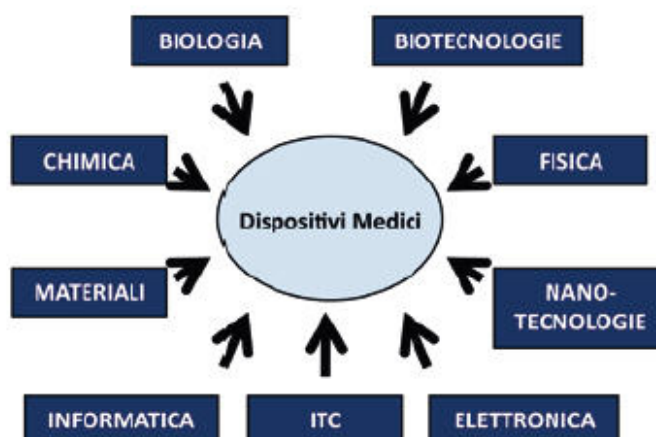 BIOLOGIA
BIOTECNOLOGIE
CHIMICA
FISICA
Dispositivi Medici
MATERIALI
NANO-
TECNOLOGIE
INFORMATICA
ITC
ELETTRONICA